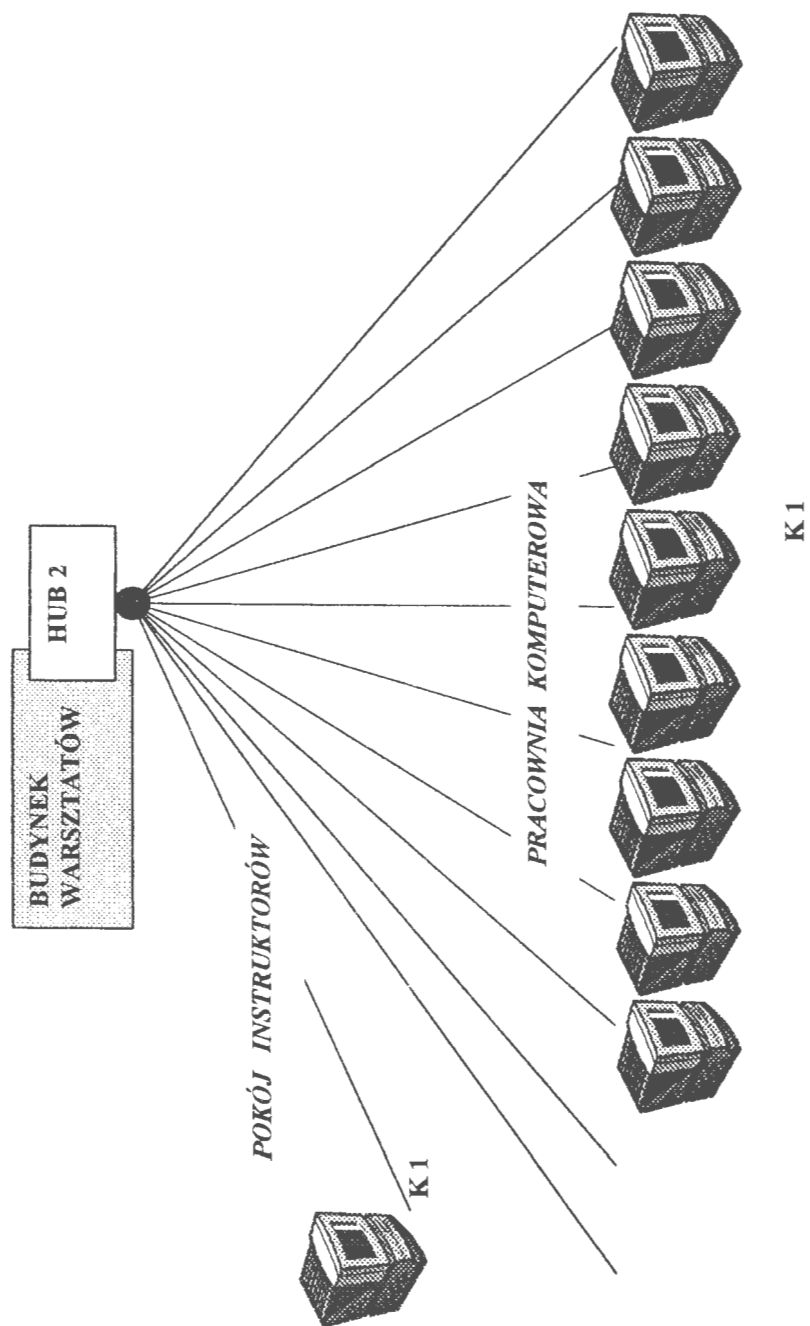 BUDYNEK
WARSZTATÓW
HUB 2
POKÓJ INSTRUKTORÓW
K 1
PRACOWNIA KOMPUTEROWA
K 1